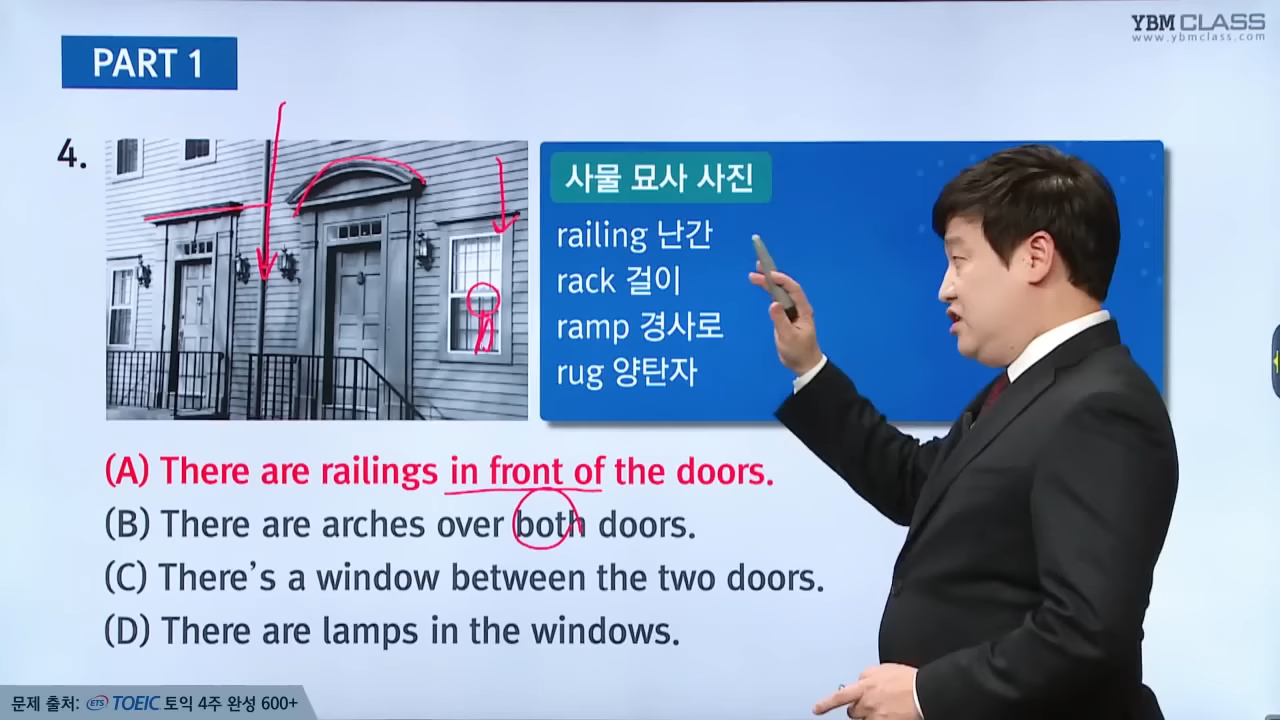 YBM CLASS
www.ybmclass.com
PART 1
4.
사물 묘사 사진
railing 난간
rack 걸이
ramp 경사로
rug 양탄자
(A) There are railings in front of the doors.
(B) There are arches over both doors.
(C) There's a window between the two doors.
(D) There are lamps in the windows.
문제 출처: ETS TOEIC 토익 4주 완성 600+